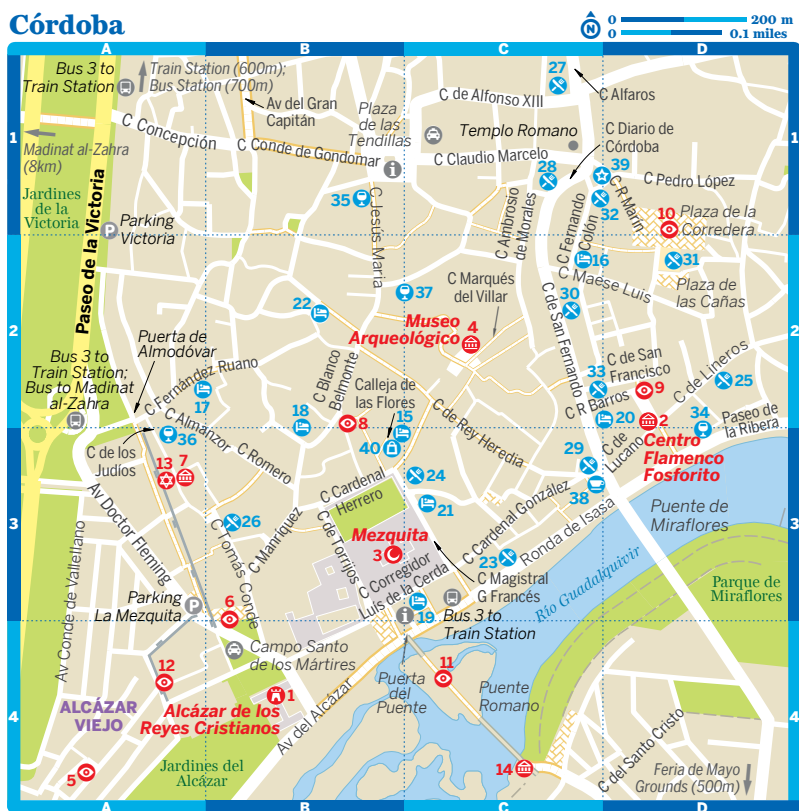 Córdoba
N
0 200 m
0 0.1 miles
A
B
C
D
1
2
3
4
1
2
3
4
A
B
C
D
Bus 3 to
Train Station
Train Station (600m);
Bus Station (700m)
Av del Gran
Capitán
Plaza
de las
Tendillas
27
C de Alfonso XIII
C Alfaros
C Concepción
C Conde de Gondomar
Templo Romano
C Diario de
Córdoba
C Claudio Marcelo
Madinat al-Zahra
(8km)
28
39
C Pedro López
Jardines
de la
Victoria
35
C Jesús María
C Ambrosio
de Morales
C Fernando
Colón
32
C R Marín
10
Plaza de la
Corredera
Parking
Victoria
Paseo de la Victoria
16
31
C Maese Luis
Plaza de
las Cañas
C Marqués
del Villar
37
22
30
Museo
Arqueológico
4
C de San Fernando
Puerta de
Almodóvar
Bus 3 to
Train Station;
Bus to Madinat
al-Zahra
C Fernández Ruano
17
C Blanco
Belmonte
Calleja de
las Flores
33
C de San
Francisco
9
C de Lineros
25
C R Barros
20
2
34
Paseo de
la Ribera
18
8
15
C de Rey Heredia
C Almanzor
36
C de los
Judíos
40
C Romero
29
C de
Lucano
Centro
Flamenco
Fosforito
13
7
24
38
C Cardenal
Herrero
21
C Cardenal González
Ronda de Isasa
Puente de
Miraflores
26
C Manríquez
C de Torrijos
Mezquita
3
23
Av Doctor Fleming
C Tomás Conde
C Corregidor
Luis de la Cerda
C Magistral
G Francés
Río Guadalquivir
Parque de
Miraflores
Av Conde de Vallellano
Parking
La Mezquita
6
19
Bus 3 to
Train Station
Campo Santo
de los Mártires
12
11
Puerta
del
Puente
Puente
Romano
ALCÁZAR
VIEJO
1
Alcázar de los
Reyes Cristianos
Av del Alcázar
C del Santo Cristo
5
Jardines del
Alcázar
14
Feria de Mayo
Grounds (500m)